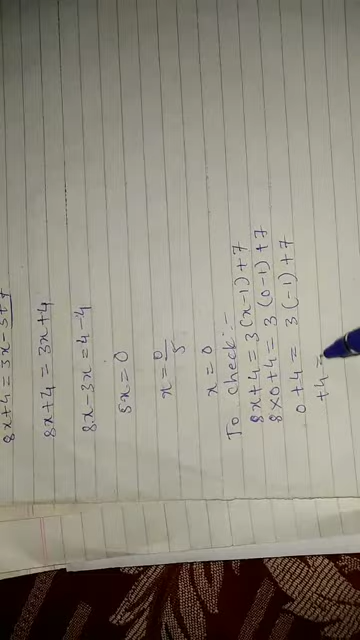 8x+4=3x-3+7
8x+4=3x+4
8x-3x=4-4
5x=0
x=0/5
x=0
To check:-
8x+4=3(x-1)+7
8×0+4=3(0-1)+7
0+4=3(-1)+7
+4=